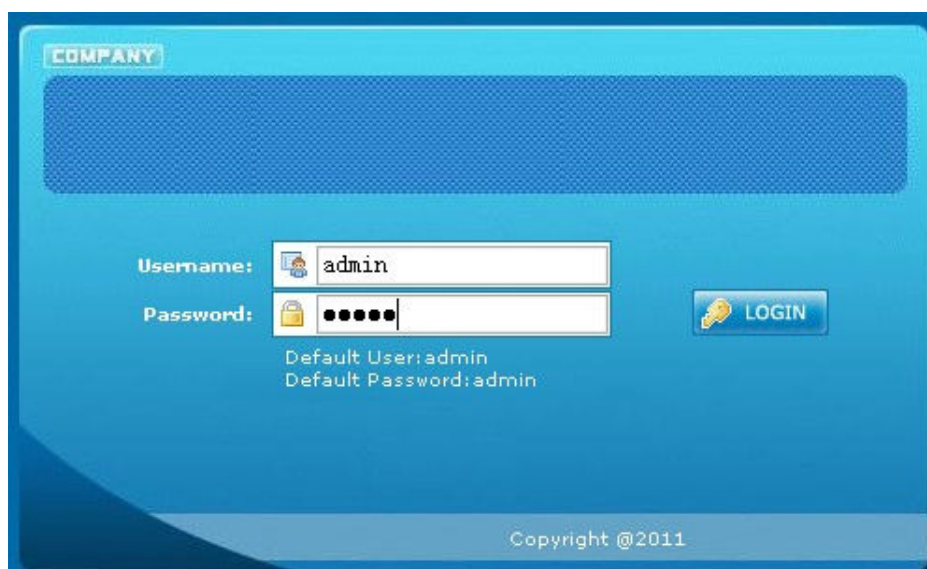 COMPANY
Username: admin
Password: •••••
LOGIN
Default User:admin
Default Password:admin
Copyright @2011